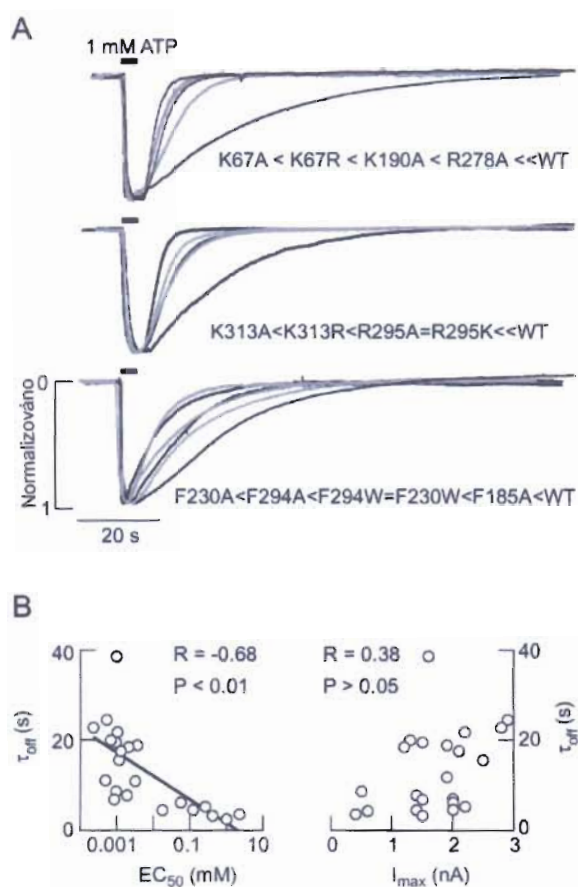 A
1 mM ATP
K67A < K67R < K190A < R278A <<WT
K313A<K313R<R295A=R295K<<WT
0
Normalizováno
1
F230A<F294A<F294W=F230W<F185A<WT
20 s
B
40
R = -0.68
R = 0.38
40
P < 0.01
P > 0.05
τoff (s)
20
20
τoff (s)
0
0
0.001
0.1
10
0
1
2
3
EC50 (mM)
Imax (nA)